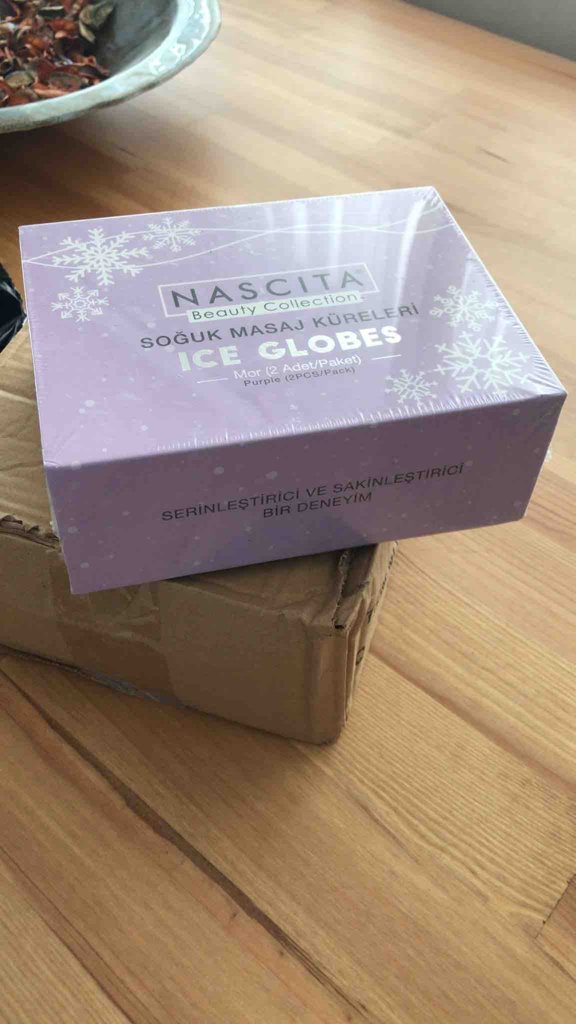 NASCITA
Beauty Collection
SOĞUK MASAJ KÜRELERİ
ICE GLOBES
Mor (2 Adet/Paket)
Purple (2PCS/Pack)
SERİNLEŞTİRİCİ VE SAKİNLEŞTİRİCİ
BİR DENEYİM